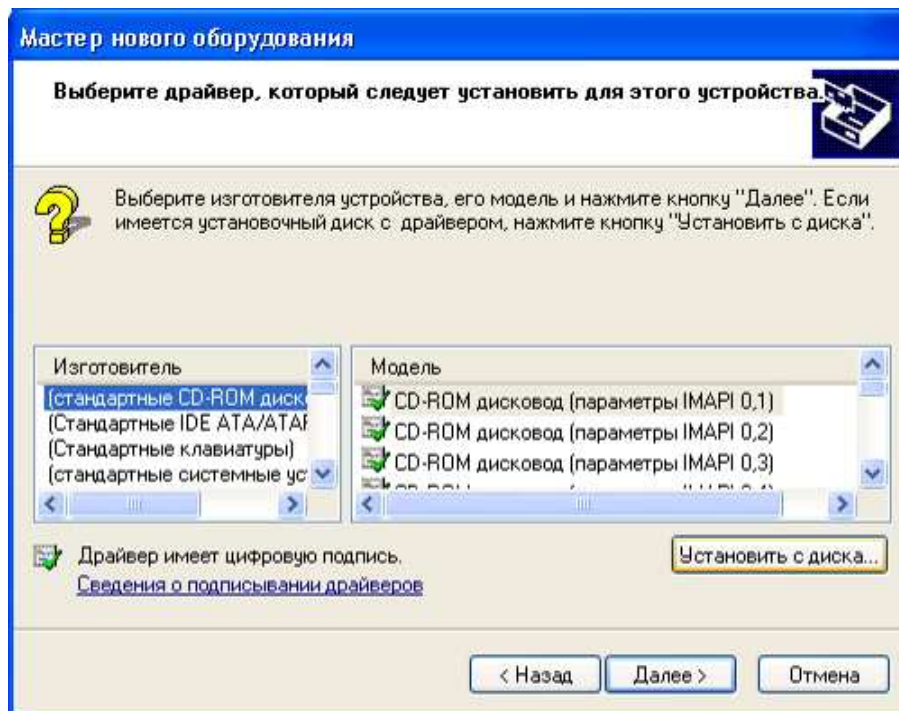 Мастер нового оборудования
Выберите драйвер, который следует установить для этого устройства.
Выберите изготовителя устройства, его модель и нажмите кнопку "Далее". Если
имеется установочный диск с драйвером, нажмите кнопку "Установить с диска".
Изготовитель
(стандартные CD-ROM диск
(Стандартные IDE ATA/ATAP
(Стандартные клавиатуры)
(стандартные системные ус
Модель
CD-ROM дисковод (параметры IMAPI 0,1)
CD-ROM дисковод (параметры IMAPI 0,2)
CD-ROM дисковод (параметры IMAPI 0,3)
Драйвер имеет цифровую подпись.
Сведения о подписывании драйверов
Установить с диска...
< Назад
Далее >
Отмена